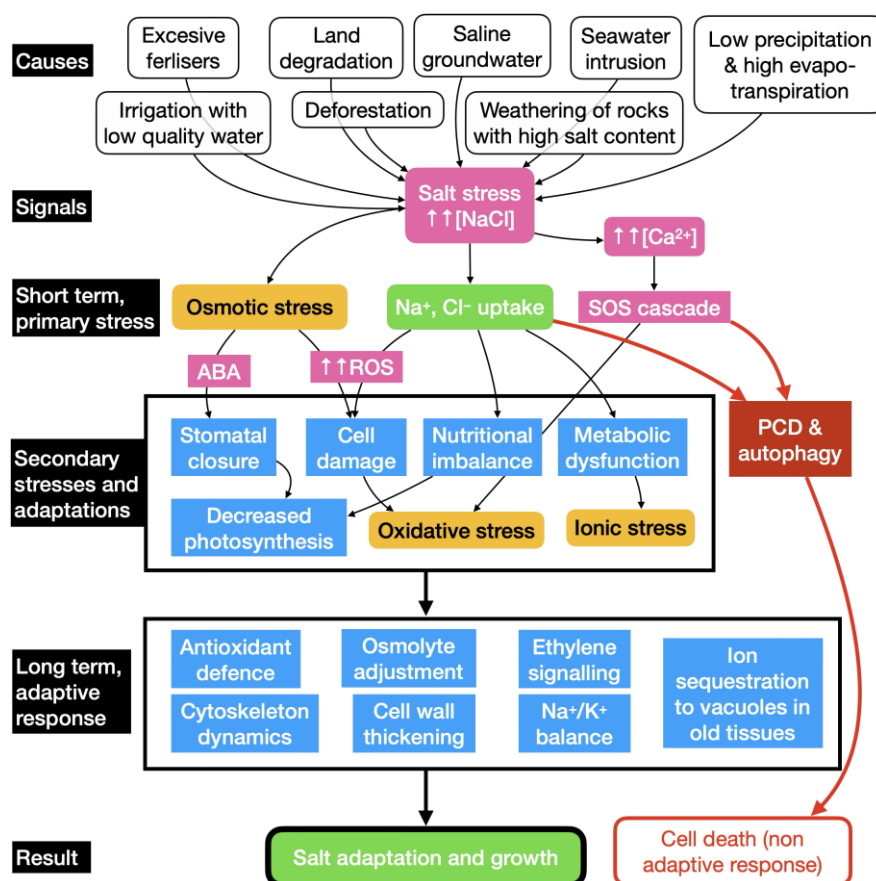 Causes
Excesive
ferlisers
Land
degradation
Saline
groundwater
Seawater
intrusion
Low precipitation
& high evapo-
transpiration
Irrigation with
low quality water
Deforestation
Weathering of rocks
with high salt content
Signals
Salt stress
↑↑[NaCl]
↑↑[Ca²⁺]
Short term,
primary stress
Osmotic stress
Na⁺, Cl⁻ uptake
SOS cascade
ABA
↑↑ROS
Secondary
stresses and
adaptations
Stomatal
closure
Cell
damage
Nutritional
imbalance
Metabolic
dysfunction
PCD &
autophagy
Decreased
photosynthesis
Oxidative stress
Ionic stress
Long term,
adaptive
response
Antioxidant
defence
Osmolyte
adjustment
Ethylene
signalling
Ion
sequestration
to vacuoles in
old tissues
Cytoskeleton
dynamics
Cell wall
thickening
Na⁺/K⁺
balance
Result
Salt adaptation and growth
Cell death (non
adaptive response)